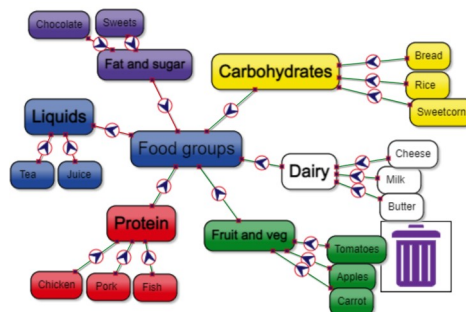 Chocolate
Sweets
Fat and sugar
Carbohydrates
Bread
Rice
Sweetcorn
Liquids
Tea
Juice
Food groups
Dairy
Cheese
Milk
Butter
Protein
Chicken
Pork
Fish
Fruit and veg
Tomatoes
Apples
Carrot